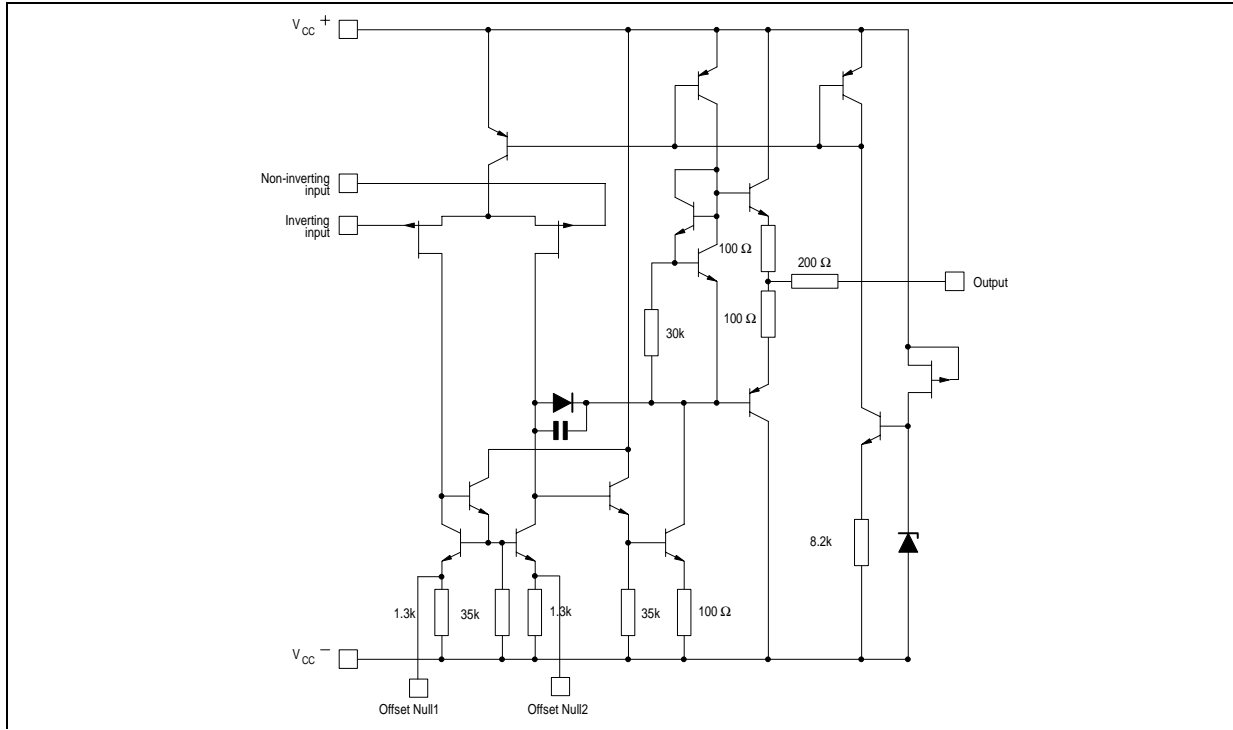 V CC +
Non-inverting
input
Inverting
input
100 Ω
200 Ω
Output
100 Ω
30k
8.2k
1.3k
35k
1.3k
35k
100 Ω
V CC −
Offset Null1
Offset Null2